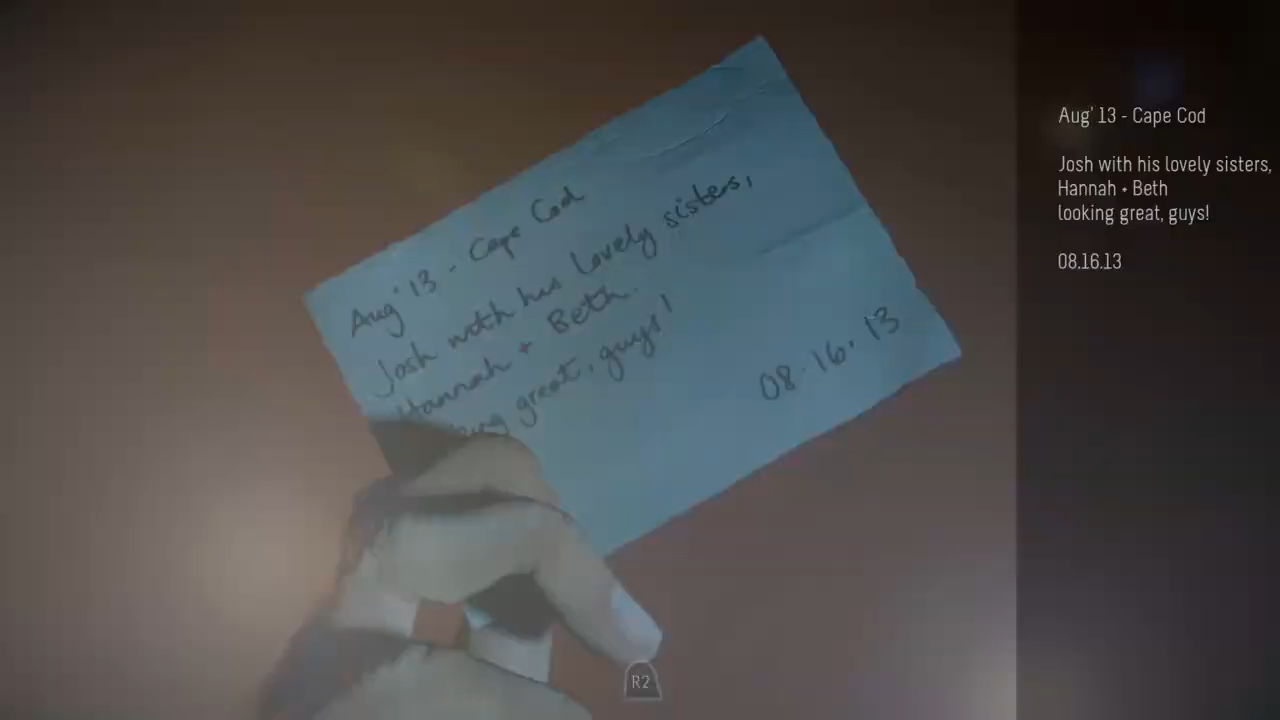 Aug' 13 - Cape Cod
Josh with his lovely sisters,
Hannah + Beth.
great, guys!
08.16.13
Aug' 13 - Cape Cod
Josh with his lovely sisters,
Hannah + Beth
looking great, guys!
08.16.13
R2